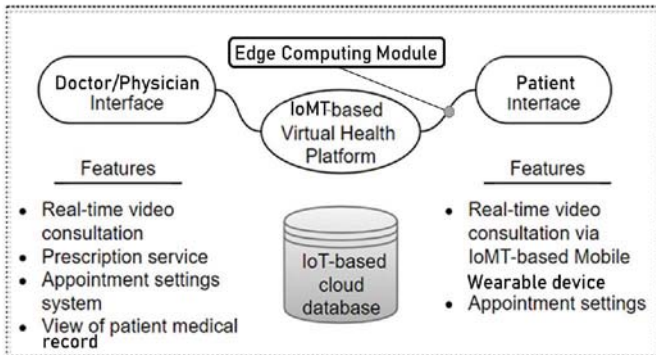 Edge Computing Module
Doctor/Physician
Interface
IoMT-based
Virtual Health
Platform
Patient
Interface
Features
• Real-time video
consultation
• Prescription service
• Appointment settings
system
• View of patient medical
record
IoT-based
cloud
database
Features
• Real-time video
consultation via
IoMT-based Mobile
Wearable device
• Appointment settings